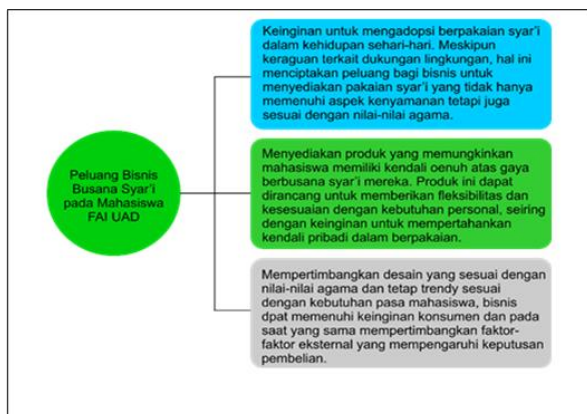 Peluang Bisnis
Busana Syar'i
pada Mahasiswa
FAI UAD
Keinginan untuk mengadopsi berpakaian syar'i
dalam kehidupan sehari-hari. Meskipun
keraguan terkait dukungan lingkungan, hal ini
menciptakan peluang bagi bisnis untuk
menyediakan pakaian syar'i yang tidak hanya
memenuhi aspek kenyamanan tetapi juga
sesuai dengan nilai-nilai agama.
Menyediakan produk yang memungkinkan
mahasiswa memiliki kendali oenuh atas gaya
berbusana syar'i mereka. Produk ini dapat
dirancang untuk memberikan fleksibilitas dan
kesesuaian dengan kebutuhan personal, seiring
dengan keinginan untuk mempertahankan
kendali pribadi dalam berpakaian.
Mempertimbangkan desain yang sesuai dengan
nilai-nilai agama dan tetap trendy sesuai
dengan kebutuhan pasa mahasiswa, bisnis
dpat memenuhi keinginan konsumen dan pada
saat yang sama mempertimbangkan faktor-
faktor eksternal yang mempengaruhi keputusan
pembelian.